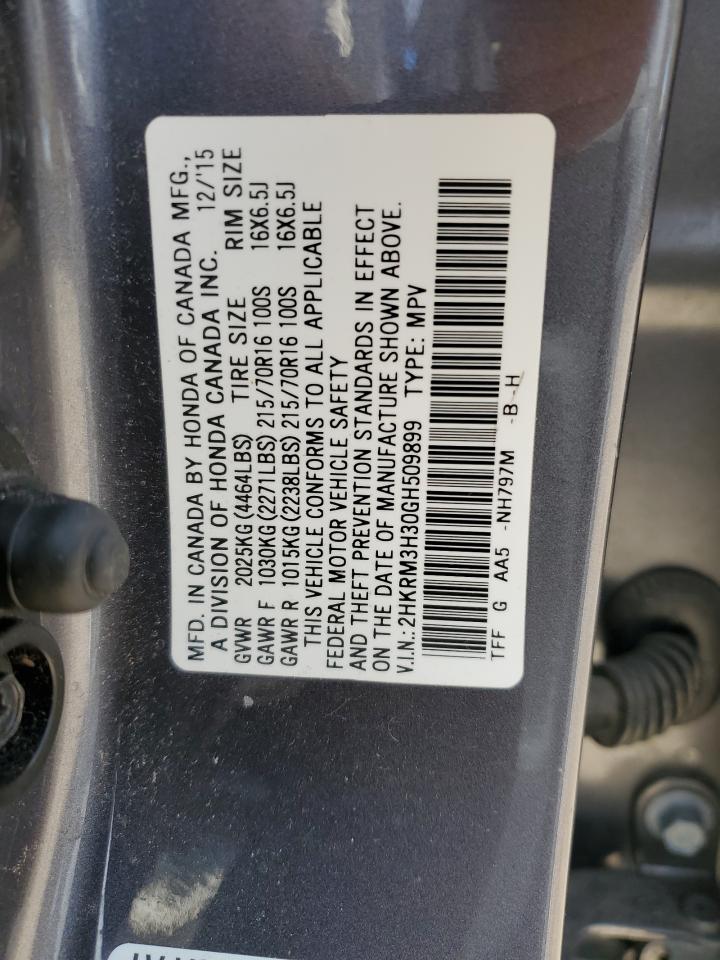 MFD. IN CANADA BY HONDA OF CANADA MFG.,
A DIVISION OF HONDA CANADA INC. 12/'15
GVWR 2025KG(4464LBS) TIRE SIZE RIM SIZE
GAWR F 1030KG(2271LBS) 215/70R16 100S 16X6.5J
GAWR R 1015KG(2238LBS) 215/70R16 100S 16X6.5J
THIS VEHICLE CONFORMS TO ALL APPLICABLE
FEDERAL MOTOR VEHICLE SAFETY
AND THEFT PREVENTION STANDARDS IN EFFECT
ON THE DATE OF MANUFACTURE SHOWN ABOVE.
V.I.N.:2HKRM3H30GH509899 TYPE: MPV
TFF G AA5 -NH797M -B-H